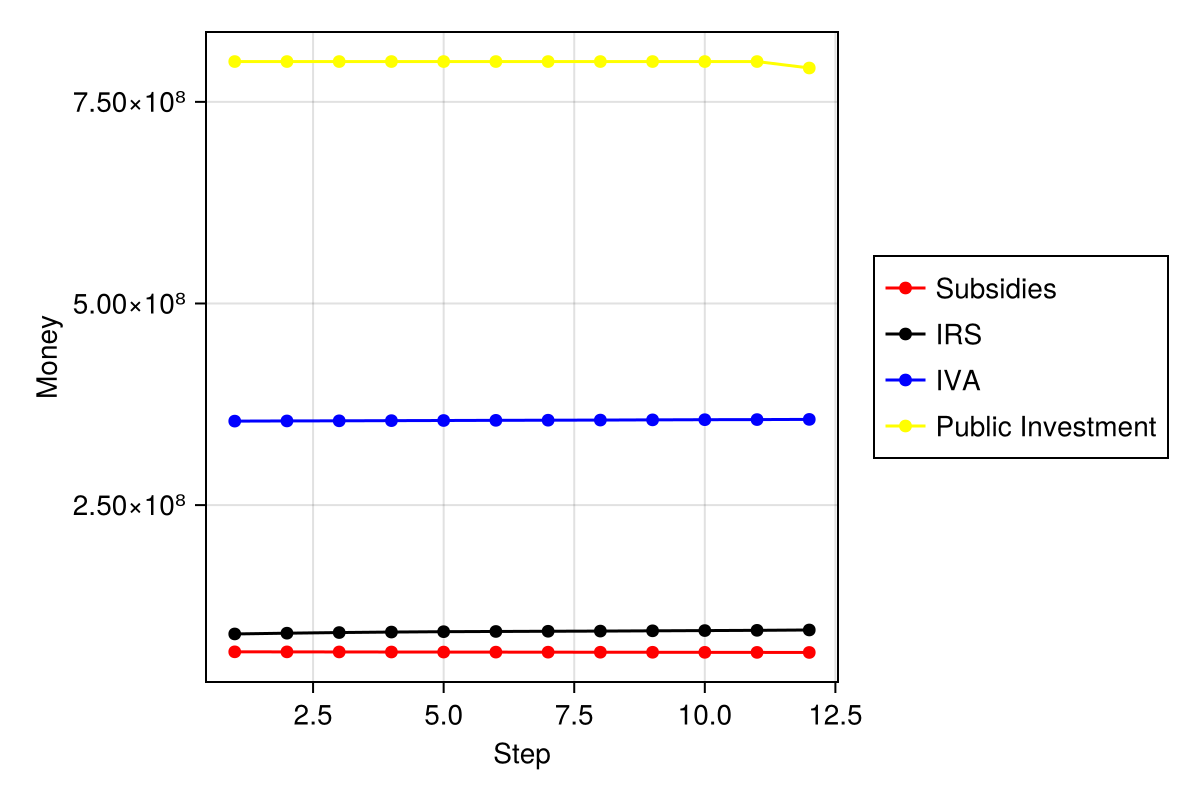 7.50×10⁸
5.00×10⁸
2.50×10⁸
Money
2.5 5.0 7.5 10.0 12.5
Step
Subsidies
IRS
IVA
Public Investment